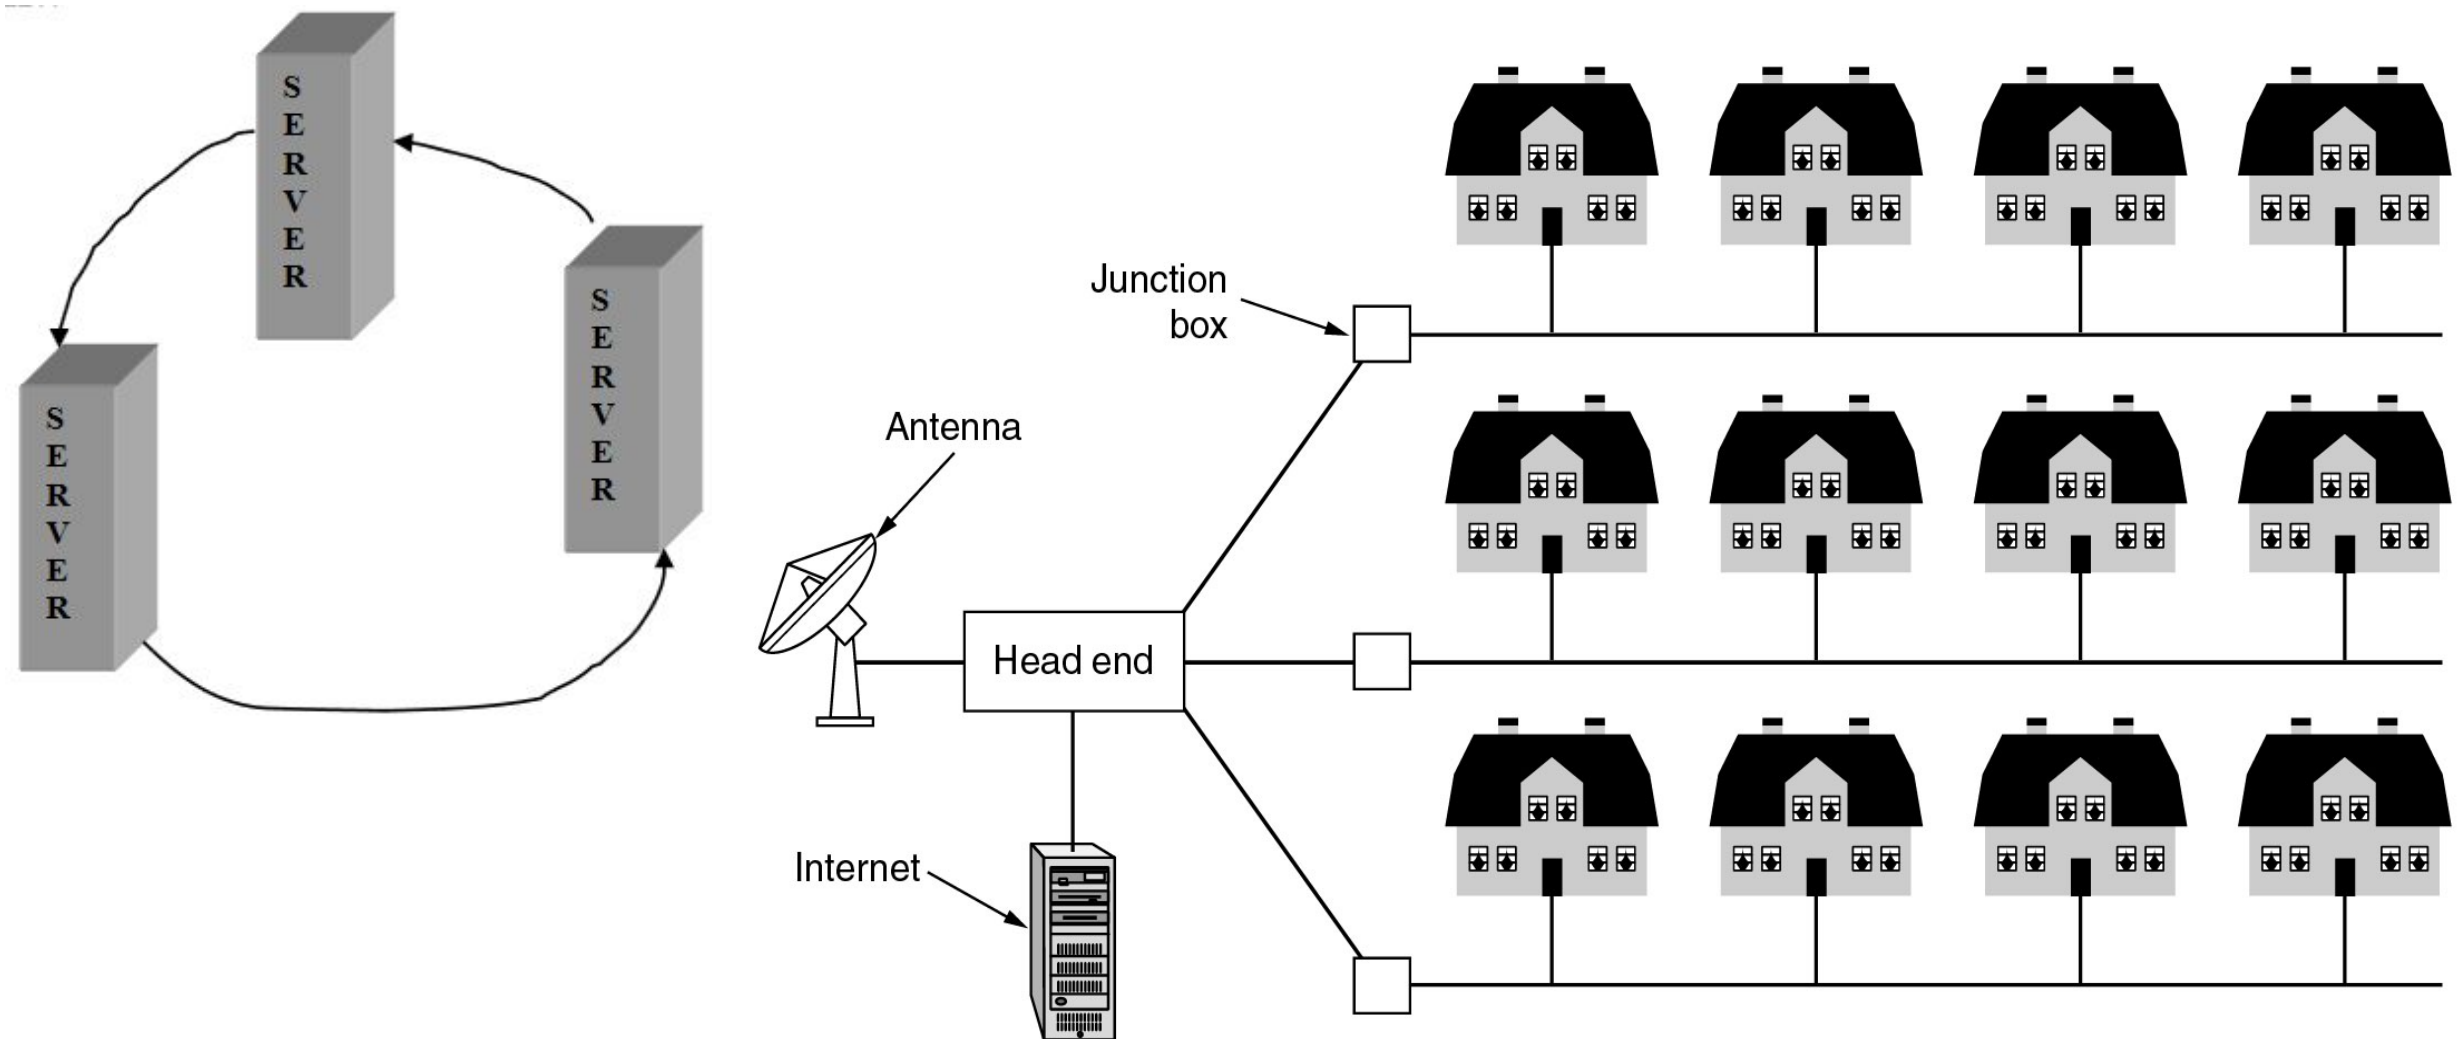 SERVER
SERVER
SERVER
Junction
box
Antenna
Head end
Internet